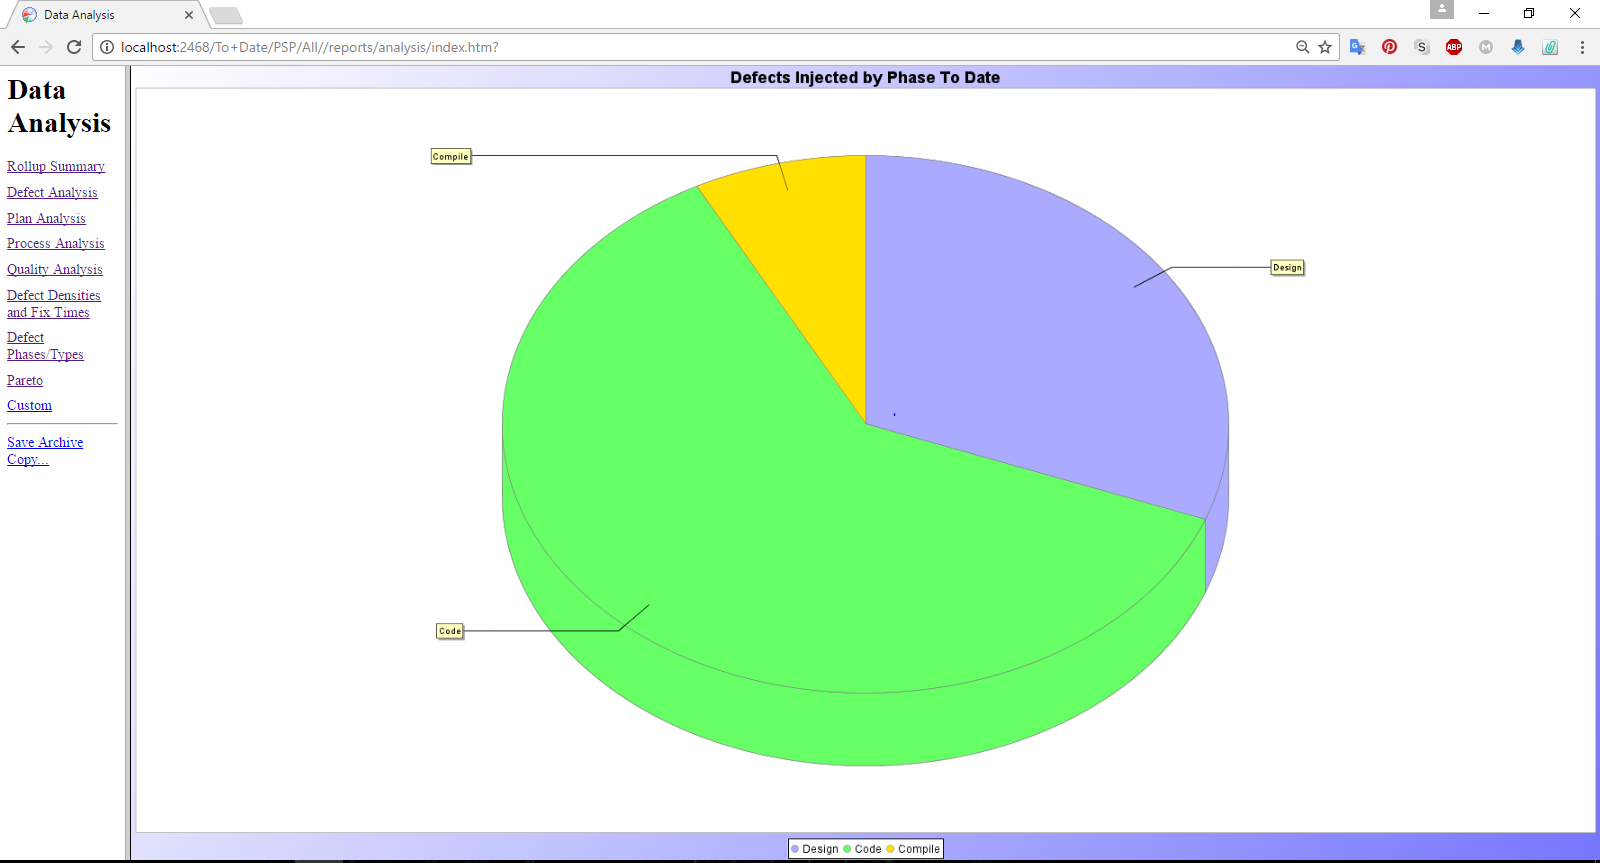 Data Analysis
localhost:2468/To+Date/PSP/All//reports/analysis/index.htm?
S
ABP
M
Data
Analysis
Rollup Summary
Defect Analysis
Plan Analysis
Process Analysis
Quality Analysis
Defect Densities
and Fix Times
Defect
Phases/Types
Pareto
Custom
Save Archive
Copy...
Defects Injected by Phase To Date
Compile
Design
Code
Design Code Compile